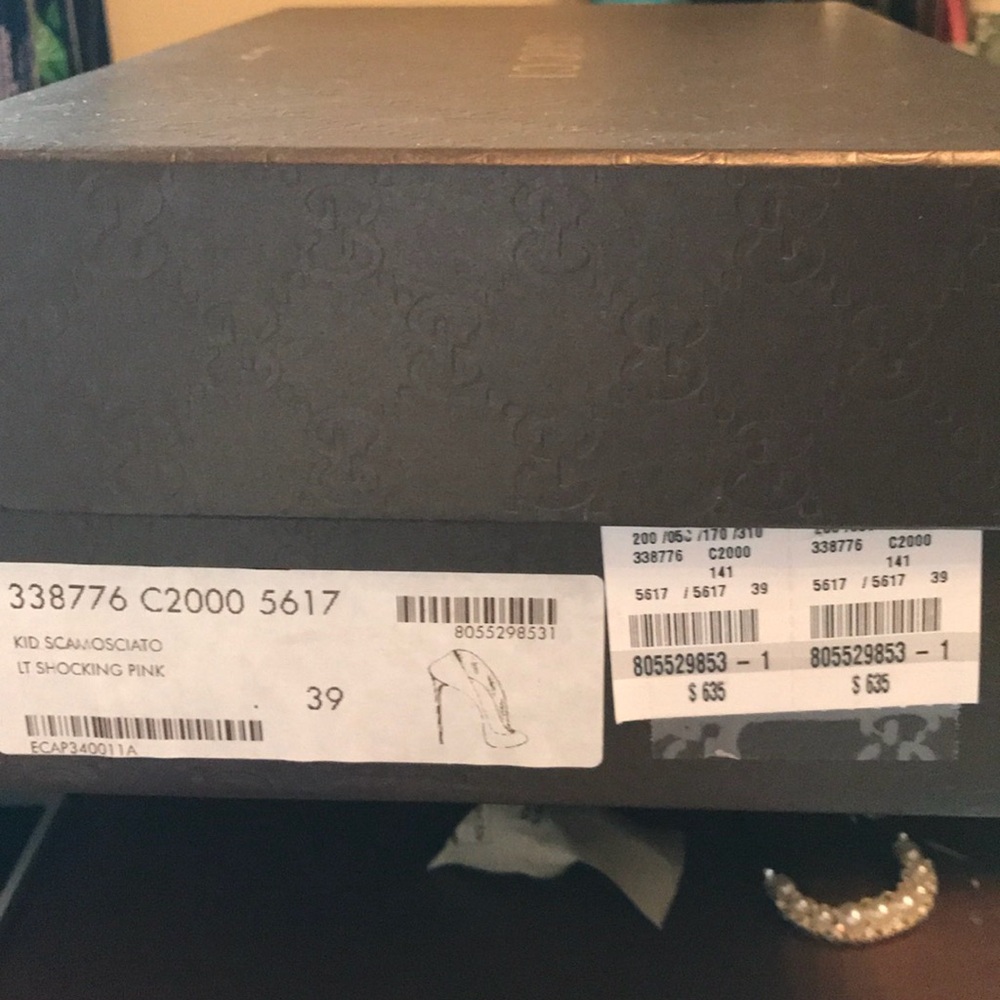 338776 C2000 5617
8055298531
KID SCAMOSCIATO
LT SHOCKING PINK
39
ECAP340011A
338776 C2000
141
5617 / 5617 39
805529853 - 1
$ 635
338776 C2000
141
5617 / 5617 39
805529853 - 1
$ 635